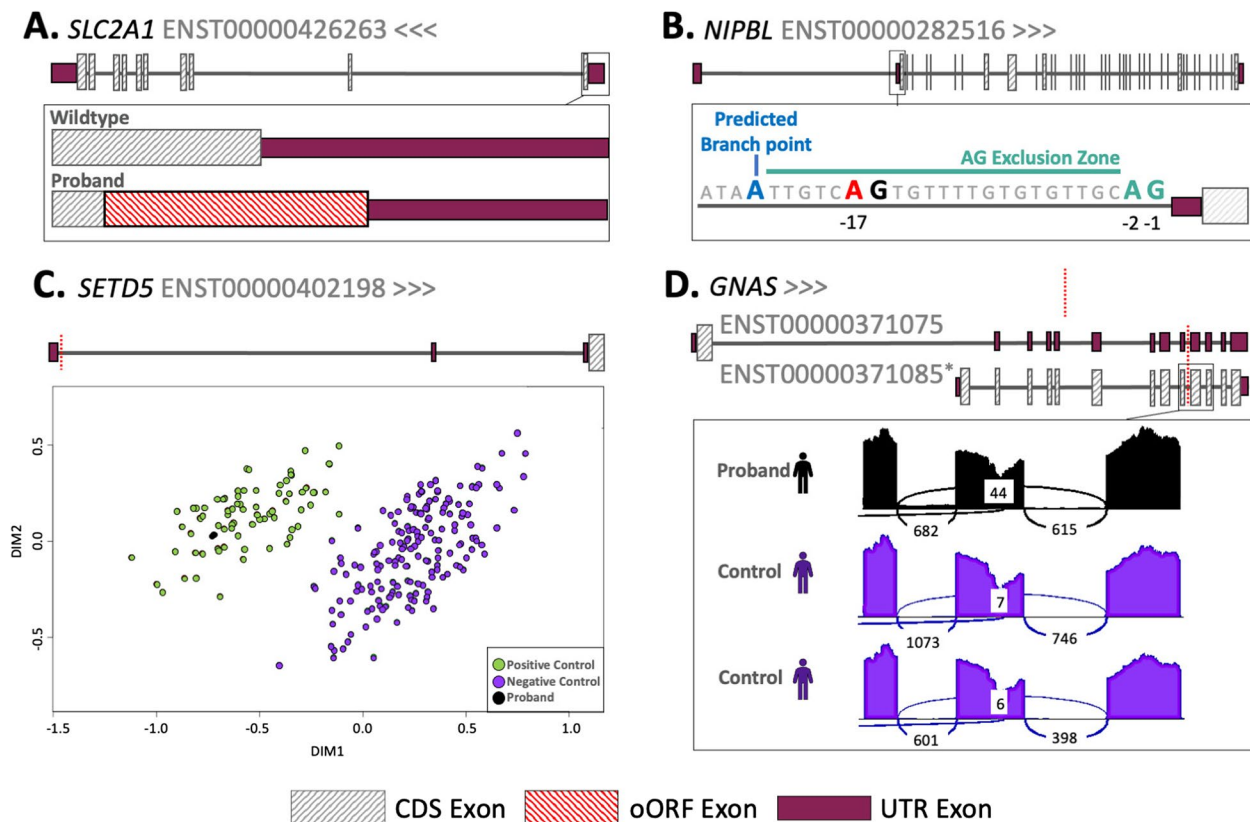 A. SLC2A1 ENST00000426263 <<<
Wildtype
Proband
B. NIPBL ENST00000282516 >>>
Predicted
Branch point
AG Exclusion Zone
ATAATTGTCAGTGTTTTGTGTGTTGCAG
-17
-2 -1
C. SETD5 ENST00000402198 >>>
DIM2
0.5
0.0
-0.5
-1.5 -1.0 -0.5 0.0 0.5 1.0
DIM1
Positive Control
Negative Control
Proband
D. GNAS >>>
ENST00000371075
ENST00000371085*
Proband
44
682 615
Control
7
1073 746
Control
6
601 398
CDS Exon oORF Exon UTR Exon